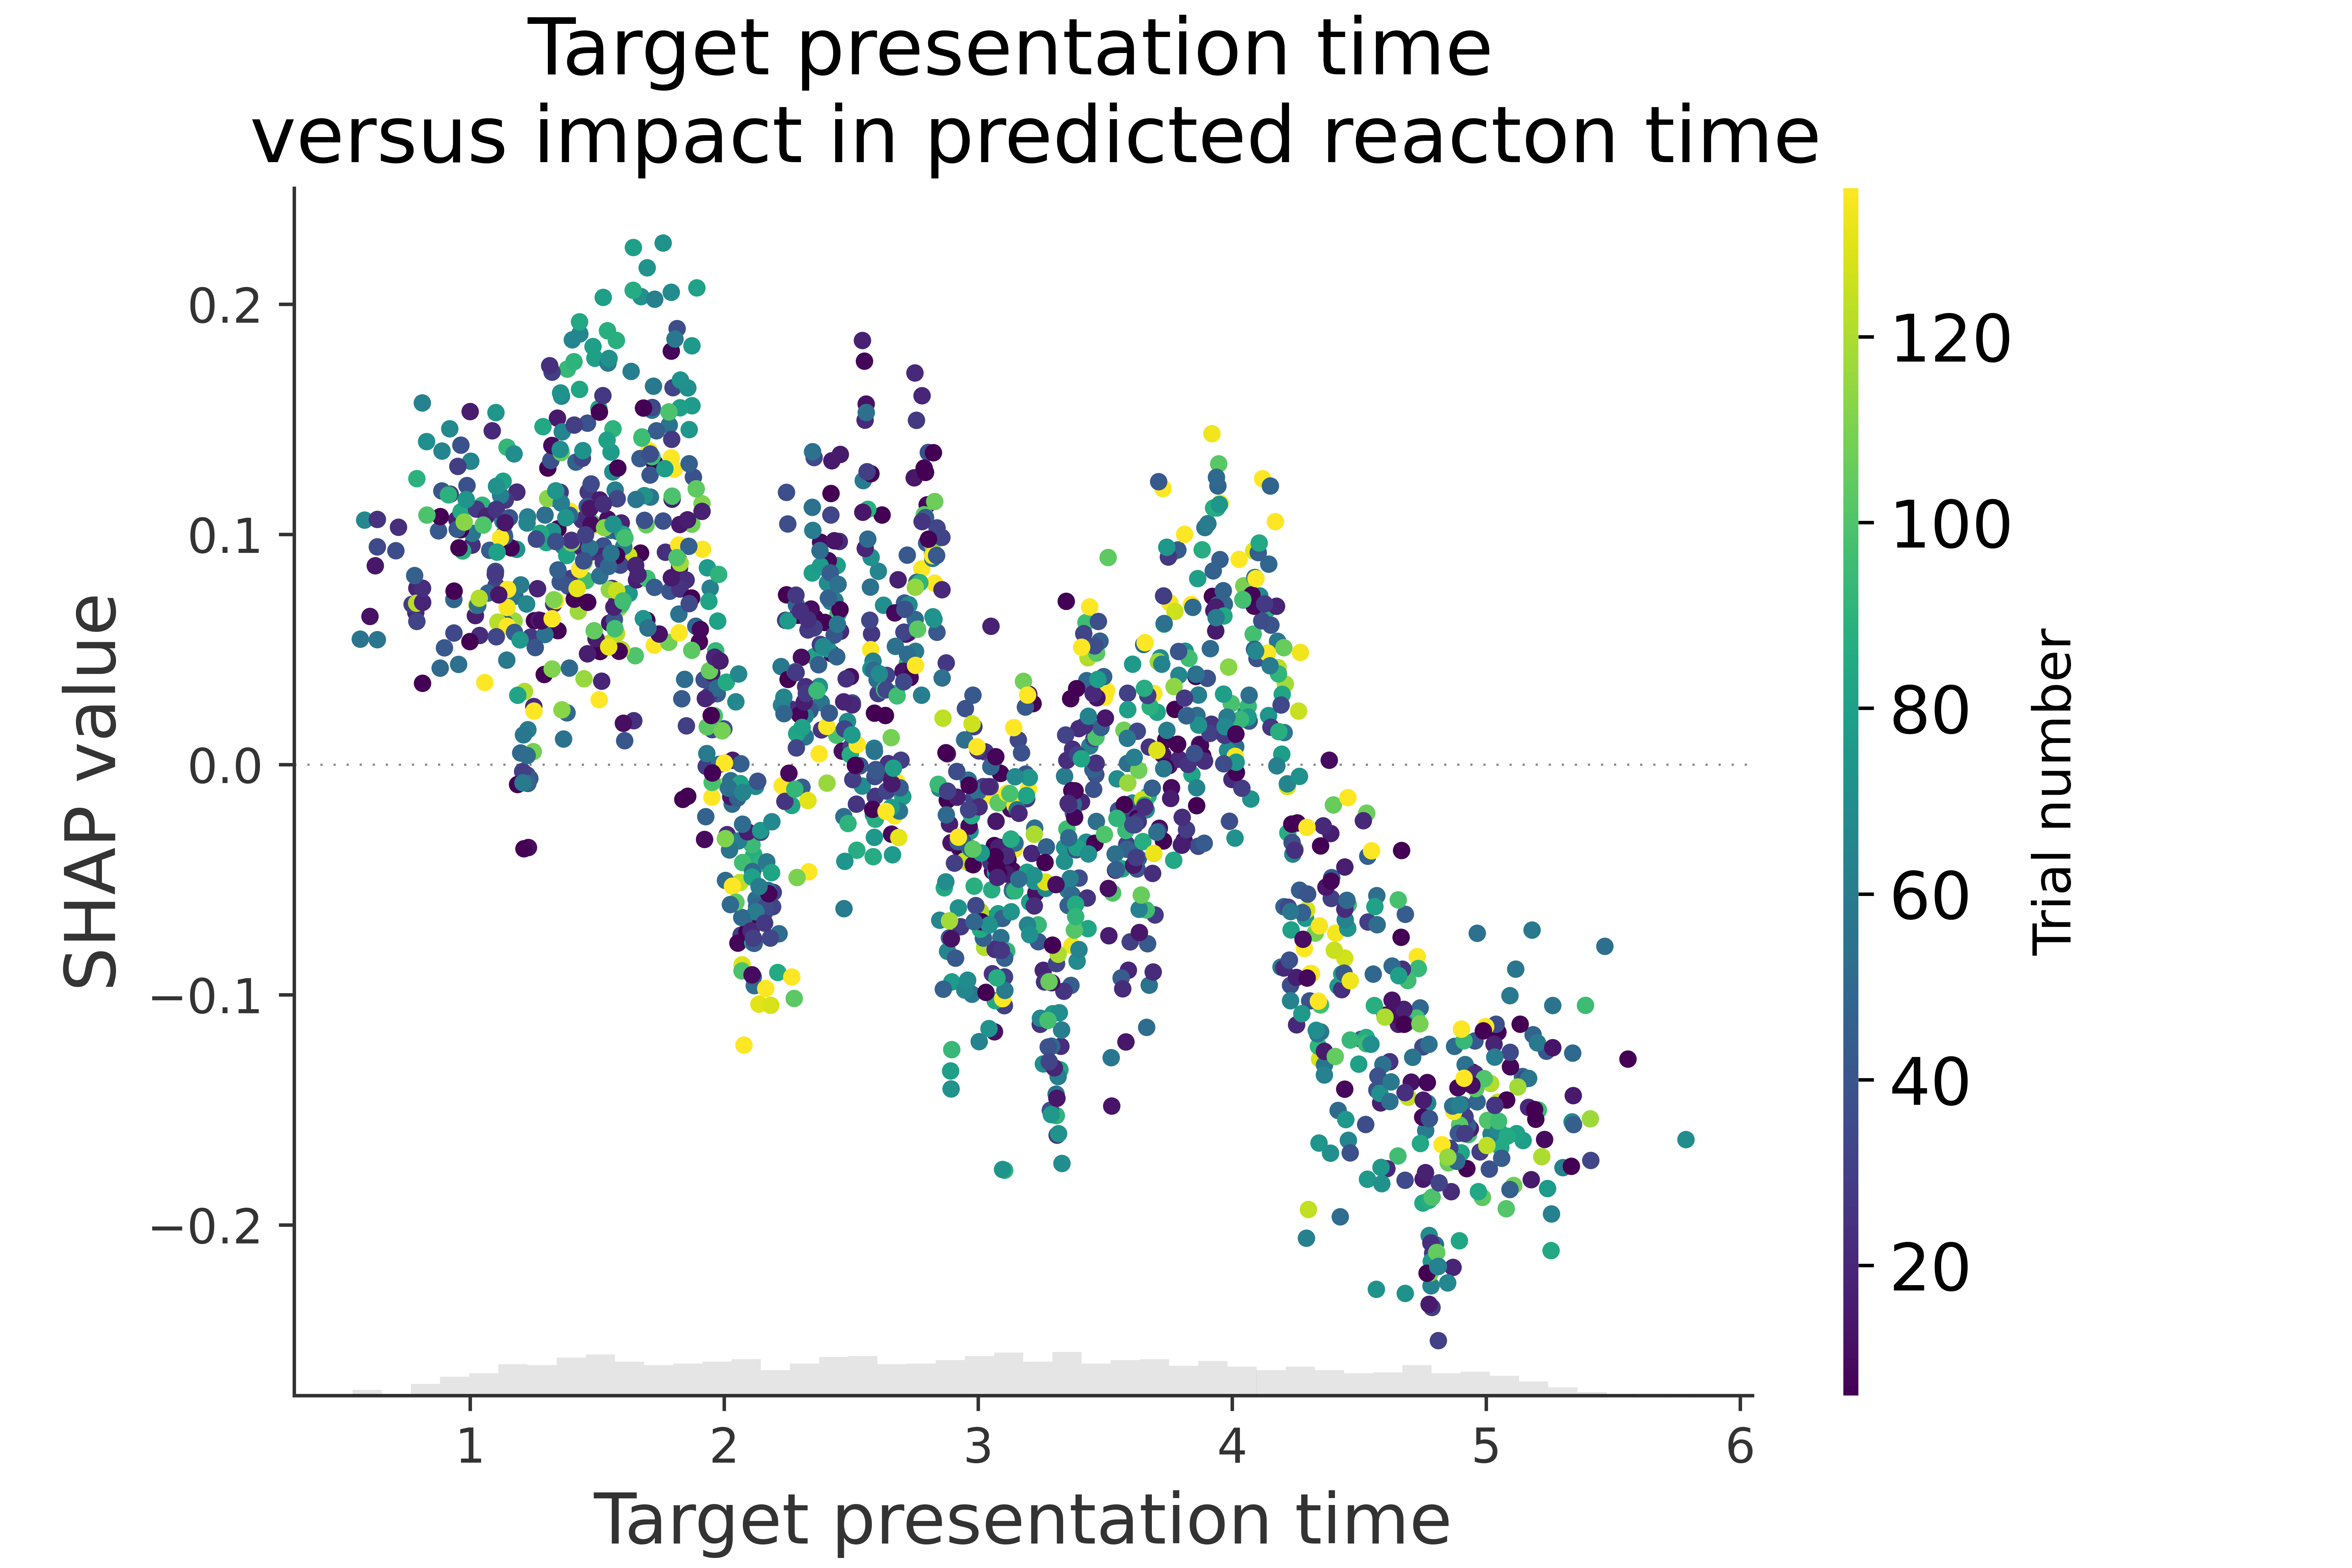 Target presentation time
versus impact in predicted reacton time
SHAP value
0.2
0.1
0.0
−0.1
−0.2
1 2 3 4 5 6
Target presentation time
120
100
80
60
40
20
Trial number